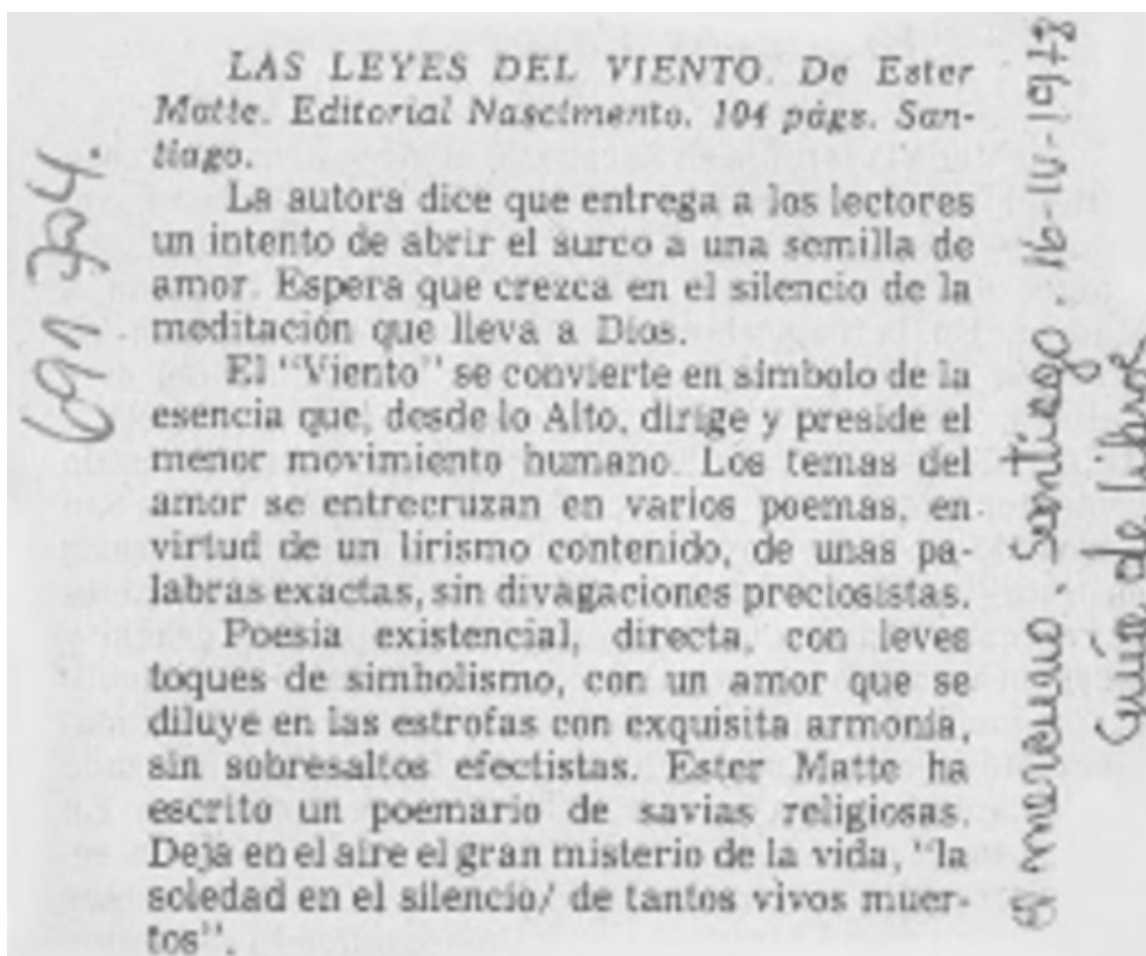 LAS LEYES DEL VIENTO. De Ester
Matte. Editorial Nascimento. 104 págs. San-
tiago.
La autora dice que entrega a los lectores
un intento de abrir el surco a una semilla de
amor. Espera que crezca en el silencio de la
meditación que lleva a Dios.
El "Viento" se convierte en símbolo de la
esencia que, desde lo Alto, dirige y preside el
menor movimiento humano. Los temas del
amor se entrecruzan en varios poemas, en
virtud de un lirismo contenido, de unas pa-
labras exactas, sin divagaciones preciosistas.
Poesía existencial, directa, con leves
toques de simbolismo, con un amor que se
diluye en las estrofas con exquisita armonía,
sin sobresaltos efectistas. Ester Matte ha
escrito un poemario de savias religiosas.
Deja en el aire el gran misterio de la vida, "la
soledad en el silencio/ de tantos vivos muer-
tos".
691 704.
El mercurio. Santiago. 16-IV-1978
Guía de libros